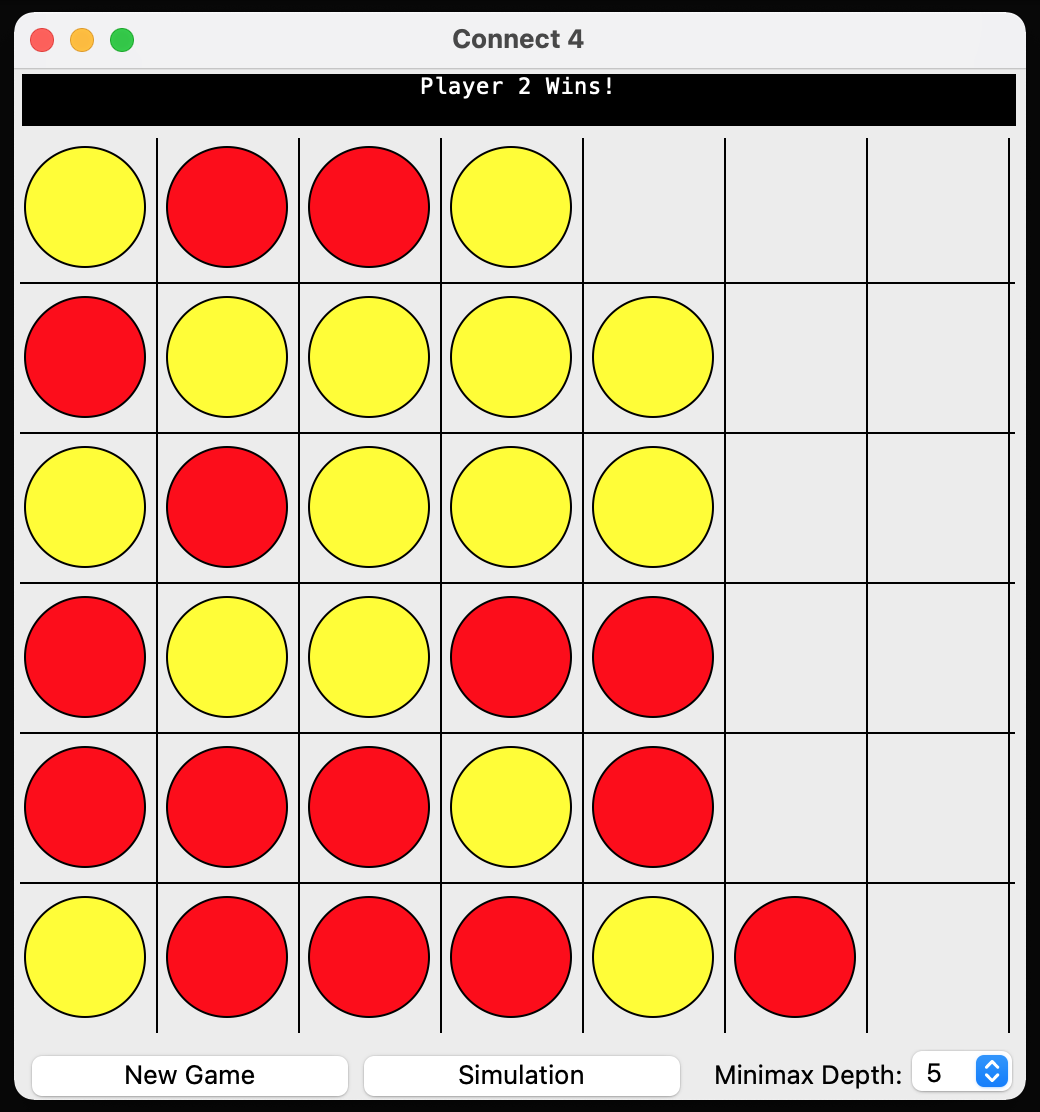 Connect 4
Player 2 Wins!
New Game
Simulation
Minimax Depth:
5